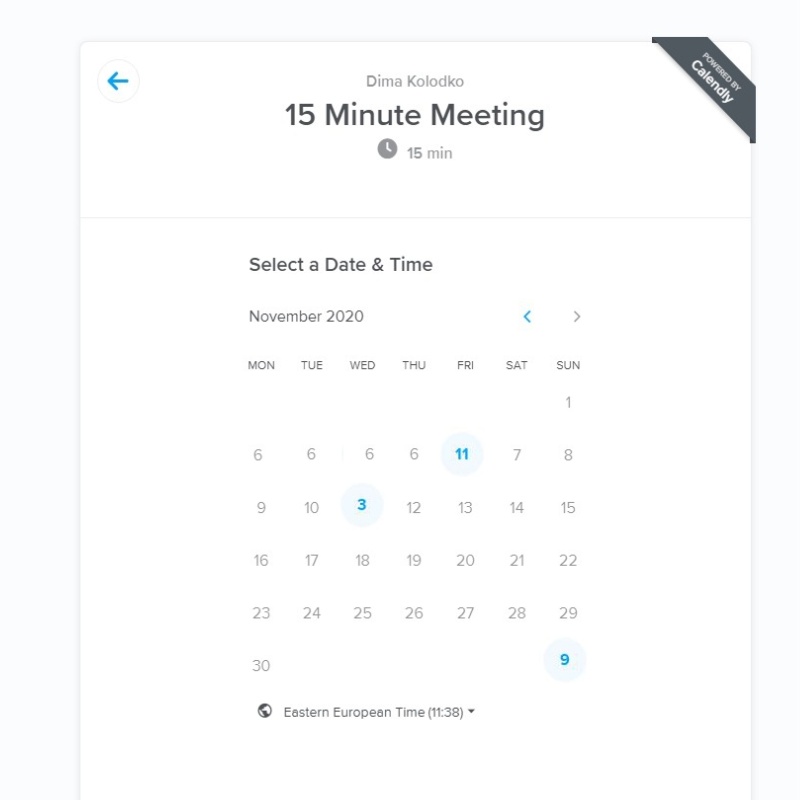 POWERED BY
Calendly
Dima Kolodko
15 Minute Meeting
15 min
Select a Date & Time
November 2020
MON TUE WED THU FRI SAT SUN
1
6 6 6 6 11 7 8
9 10 3 12 13 14 15
16 17 18 19 20 21 22
23 24 25 26 27 28 29
30 9
Eastern European Time (11:38)